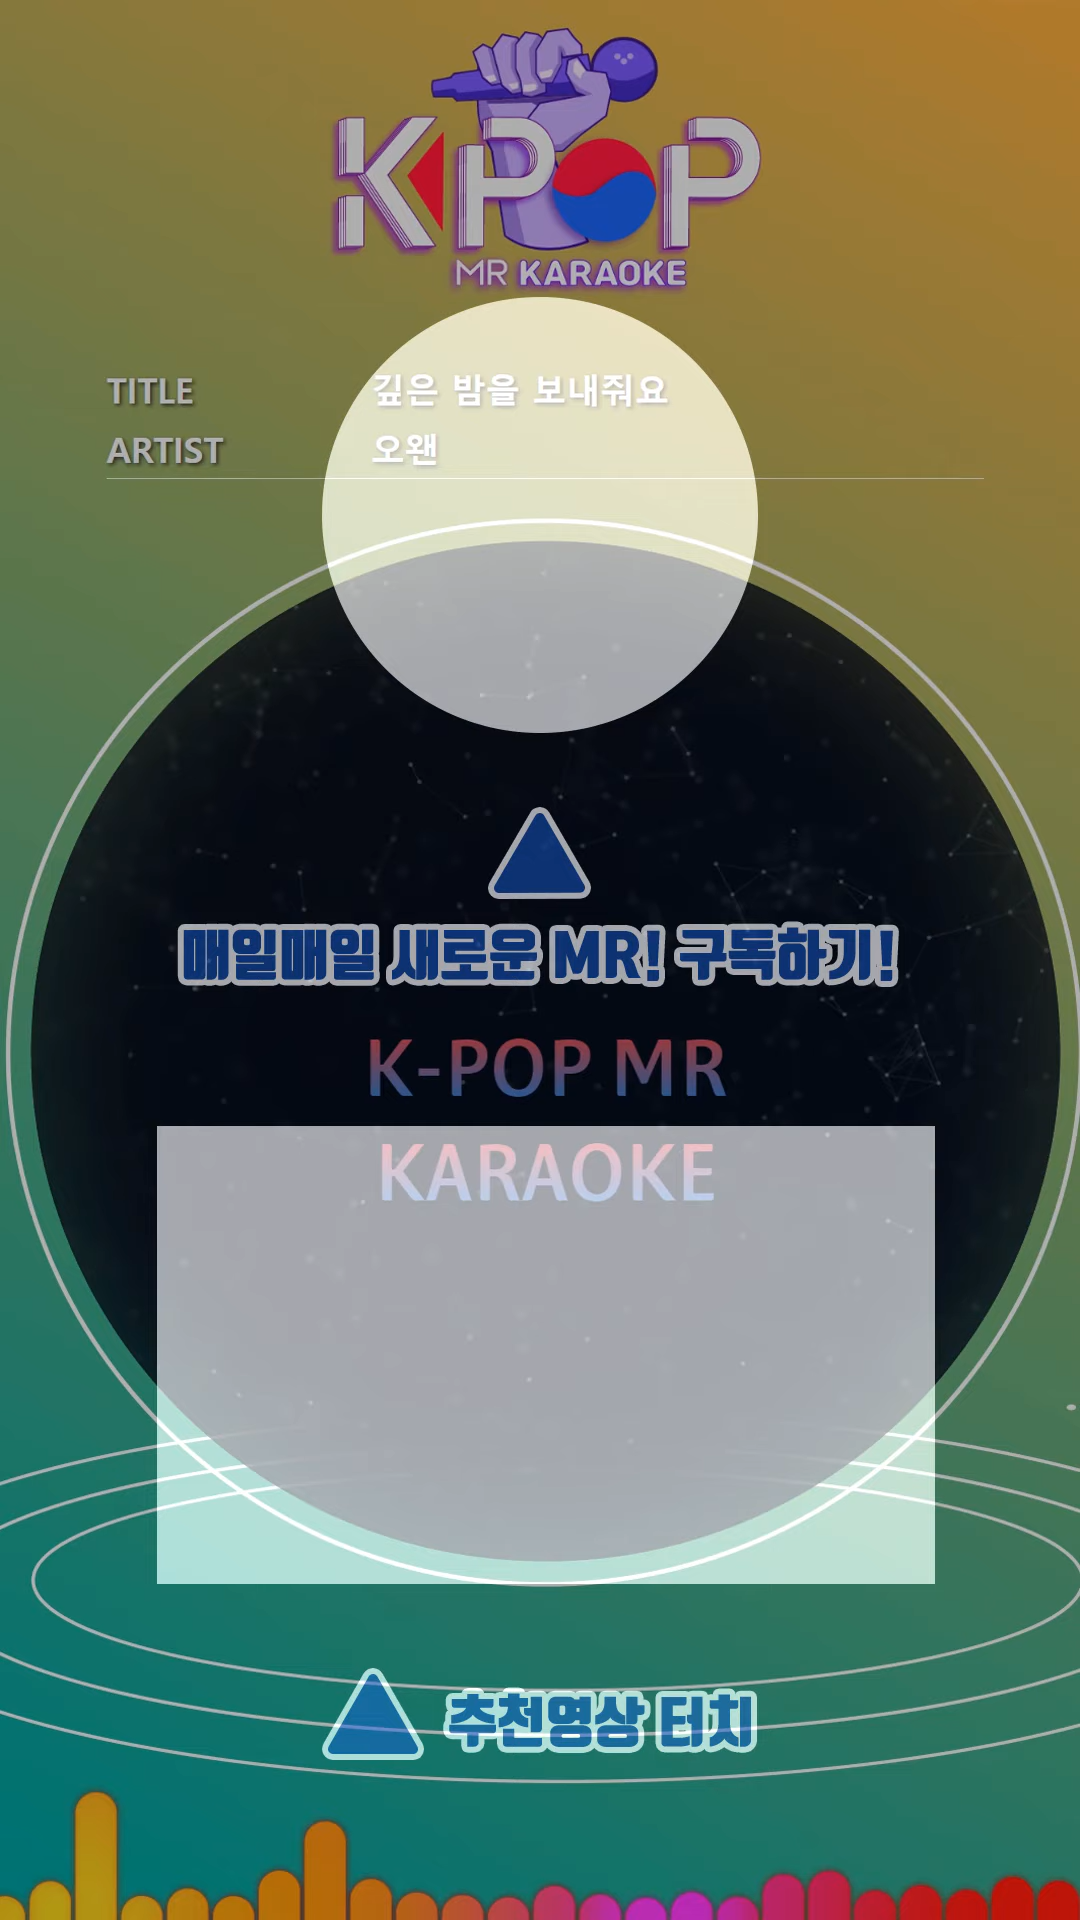 KPOP
MR KARAOKE
TITLE 깊은 밤을 보내줘요
ARTIST 오왠
매일매일 새로운 MR! 구독하기!
K-POP MR
KARAOKE
추천영상 터치